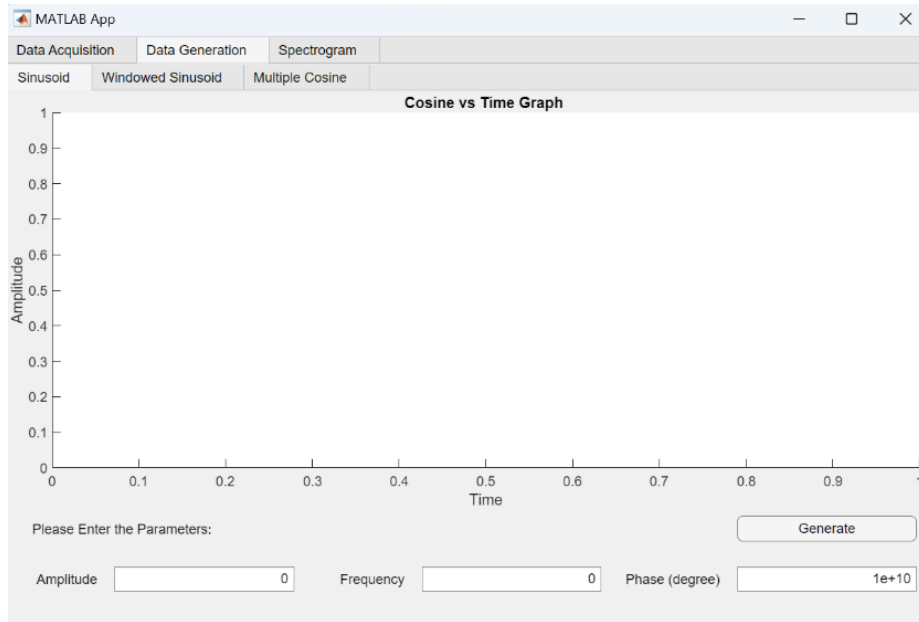 MATLAB App
Data Acquisition Data Generation Spectrogram
Sinusoid Windowed Sinusoid Multiple Cosine
Cosine vs Time Graph
1
0.9
0.8
0.7
0.6
0.5
0.4
0.3
0.2
0.1
0
Amplitude
0 0.1 0.2 0.3 0.4 0.5 0.6 0.7 0.8 0.9 1
Time
Please Enter the Parameters: Generate
Amplitude 0 Frequency 0 Phase (degree) 1e+10